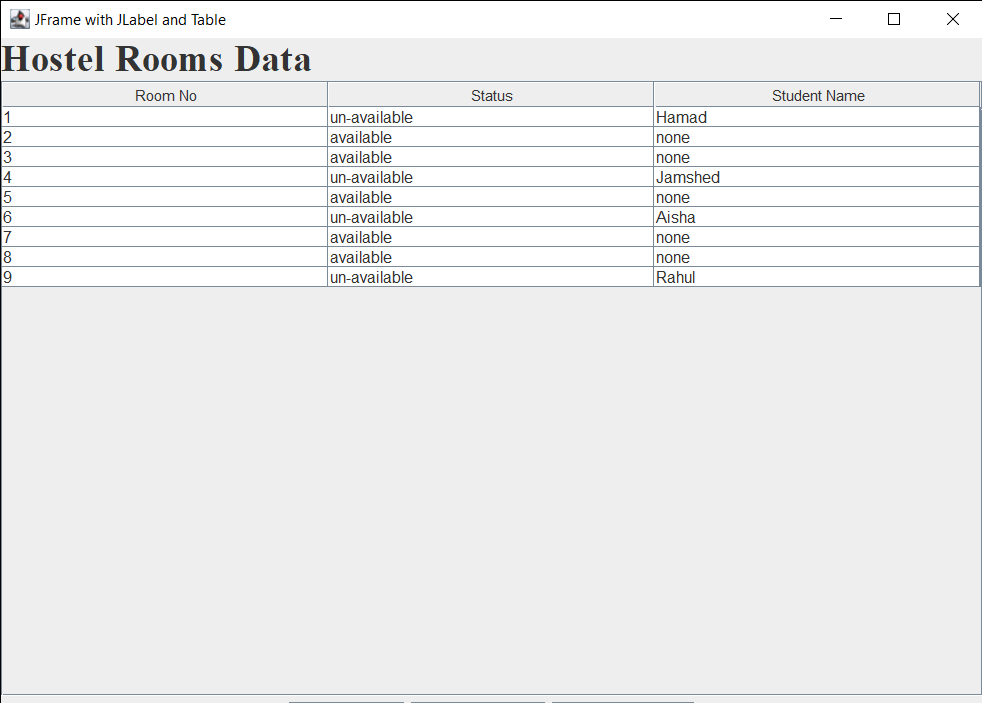 JFrame with JLabel and Table
Hostel Rooms Data
Room No Status Student Name
1 un-available Hamad
2 available none
3 available none
4 un-available Jamshed
5 available none
6 un-available Aisha
7 available none
8 available none
9 un-available Rahul